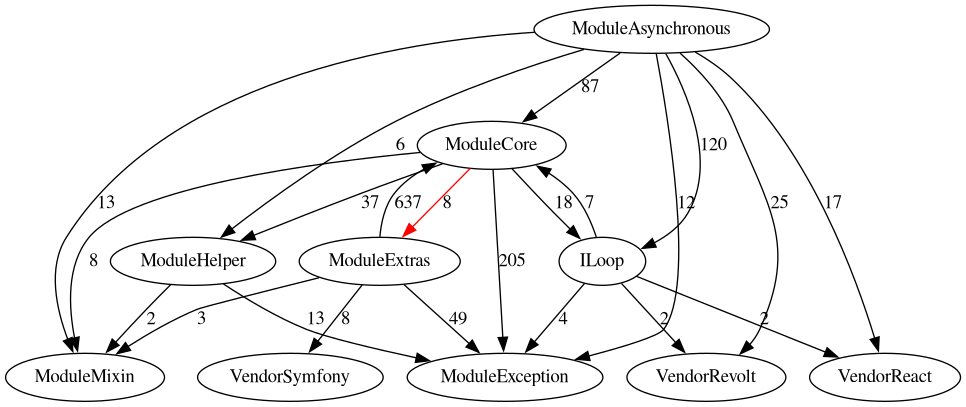 ModuleAsynchronous
87
ModuleCore
6
120
13
37
637
8
18
7
12
25
17
8
ModuleHelper
ModuleExtras
205
ILoop
2
3
13
8
49
4
2
2
ModuleMixin
VendorSymfony
ModuleException
VendorRevolt
VendorReact